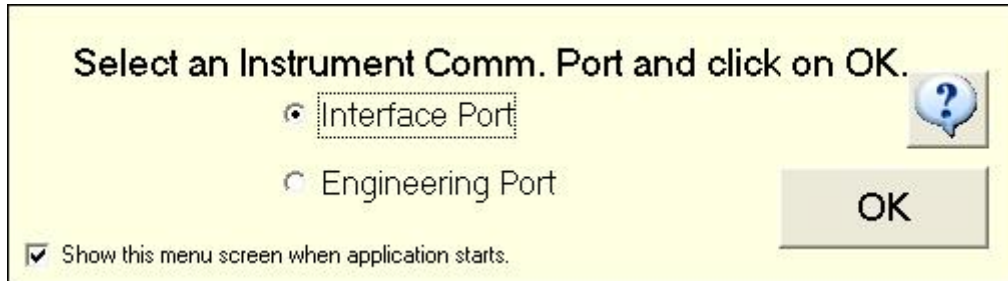 Select an Instrument Comm. Port and click on OK.
Interface Port
Engineering Port
OK
Show this menu screen when application starts.